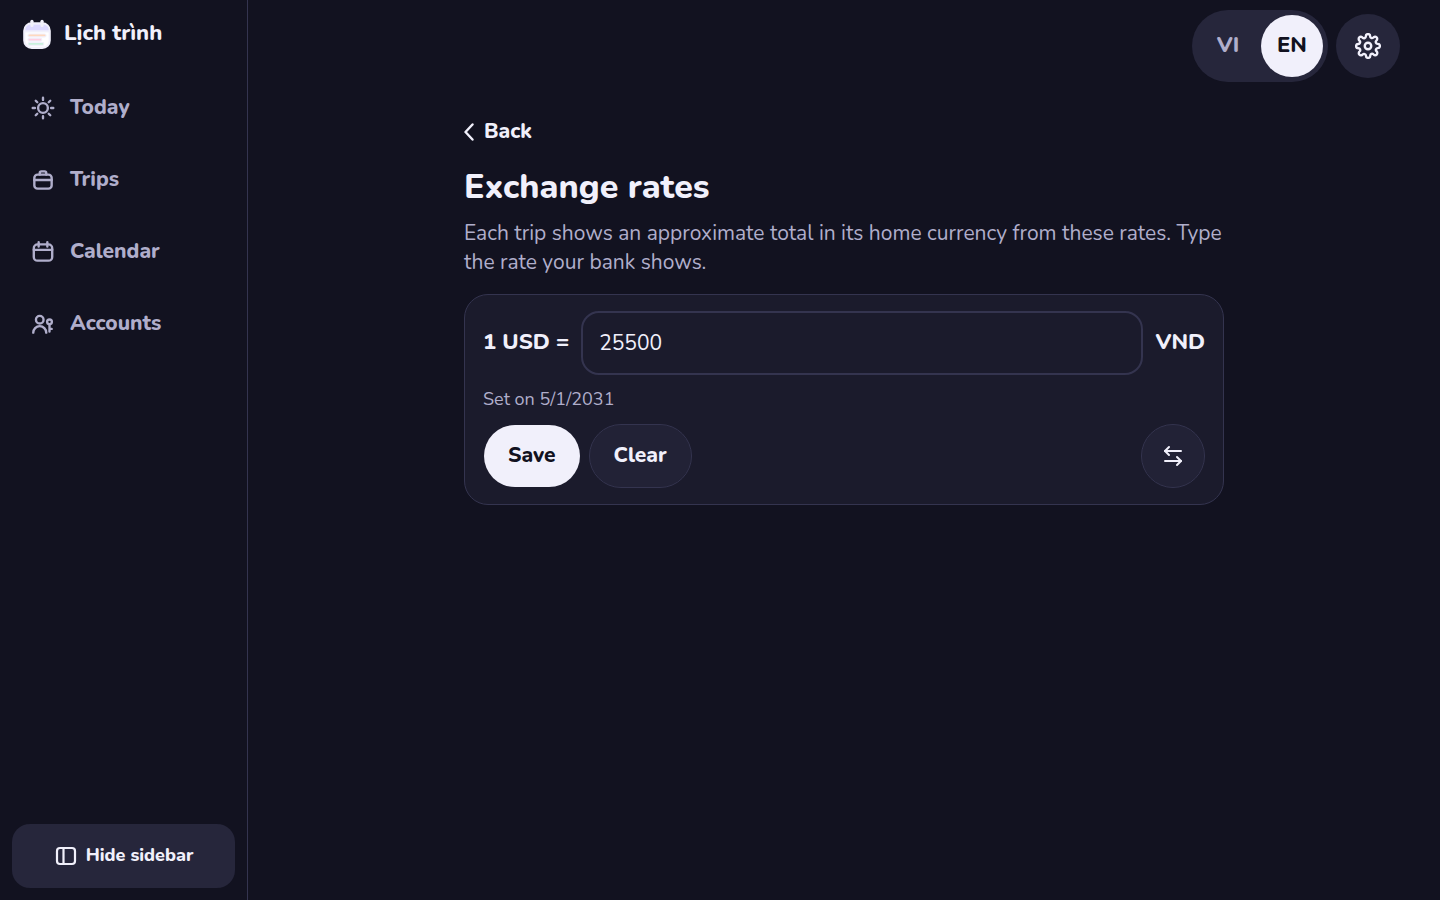 Lịch trình
VI
EN
Today
Trips
Calendar
Accounts
Back
Exchange rates
Each trip shows an approximate total in its home currency from these rates. Type
the rate your bank shows.
1 USD =
25500
VND
Set on 5/1/2031
Save
Clear
Hide sidebar